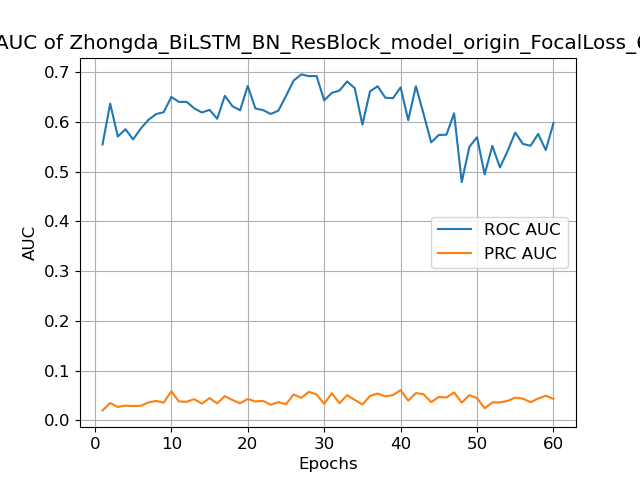 AUC of Zhongda_BiLSTM_BN_ResBlock_model_origin_FocalLoss_6
0.7
0.6
0.5
0.4
0.3
0.2
0.1
0.0
AUC
ROC AUC
PRC AUC
0 10 20 30 40 50 60
Epochs